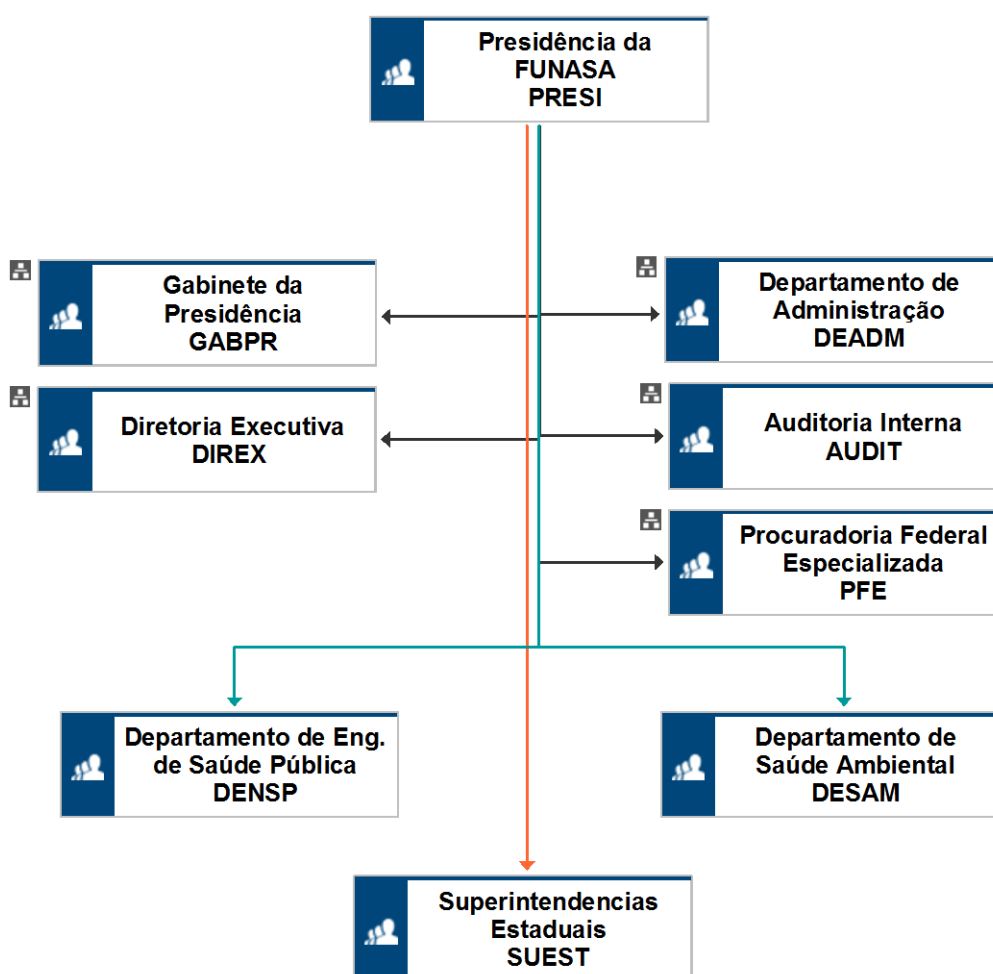 Presidência da
FUNASA
PRESI
Gabinete da
Presidência
GABPR
Departamento de
Administração
DEADM
Diretoria Executiva
DIREX
Auditoria Interna
AUDIT
Procuradoria Federal
Especializada
PFE
Departamento de Eng.
de Saúde Pública
DENSP
Departamento de
Saúde Ambiental
DESAM
Superintendencias
Estaduais
SUEST